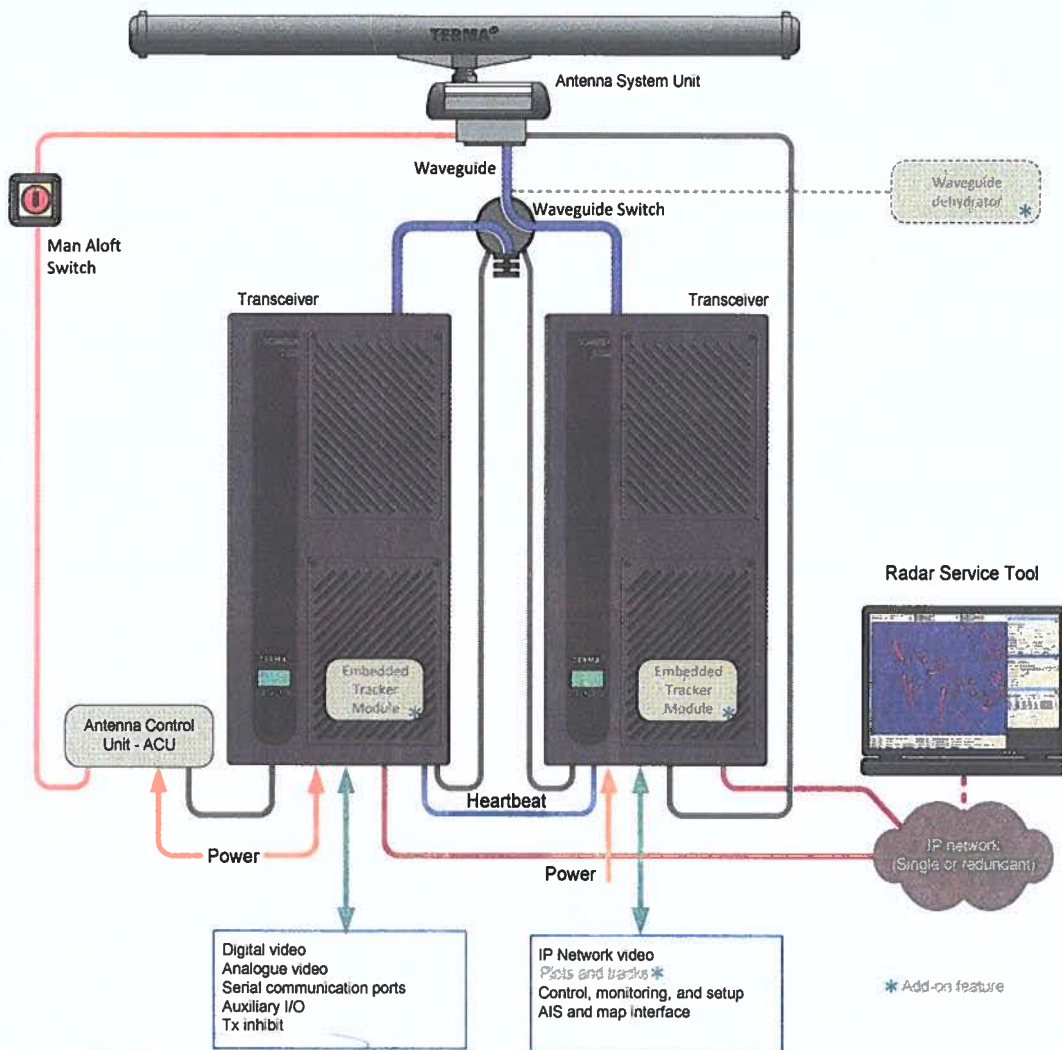 TERMA®
Antenna System Unit
Waveguide
Waveguide
dehydrator *
Waveguide Switch
Man Aloft
Switch
Transceiver
Transceiver
Radar Service Tool
TERMA
TERMA
Embedded
Tracker
Module *
Embedded
Tracker
Module *
Antenna Control
Unit - ACU
Heartbeat
IP network
(Single or redundant)
Power
Power
Digital video
Analogue video
Serial communication ports
Auxiliary I/O
Tx inhibit
IP Network video
Plots and tracks *
Control, monitoring, and setup
AIS and map interface
* Add-on feature